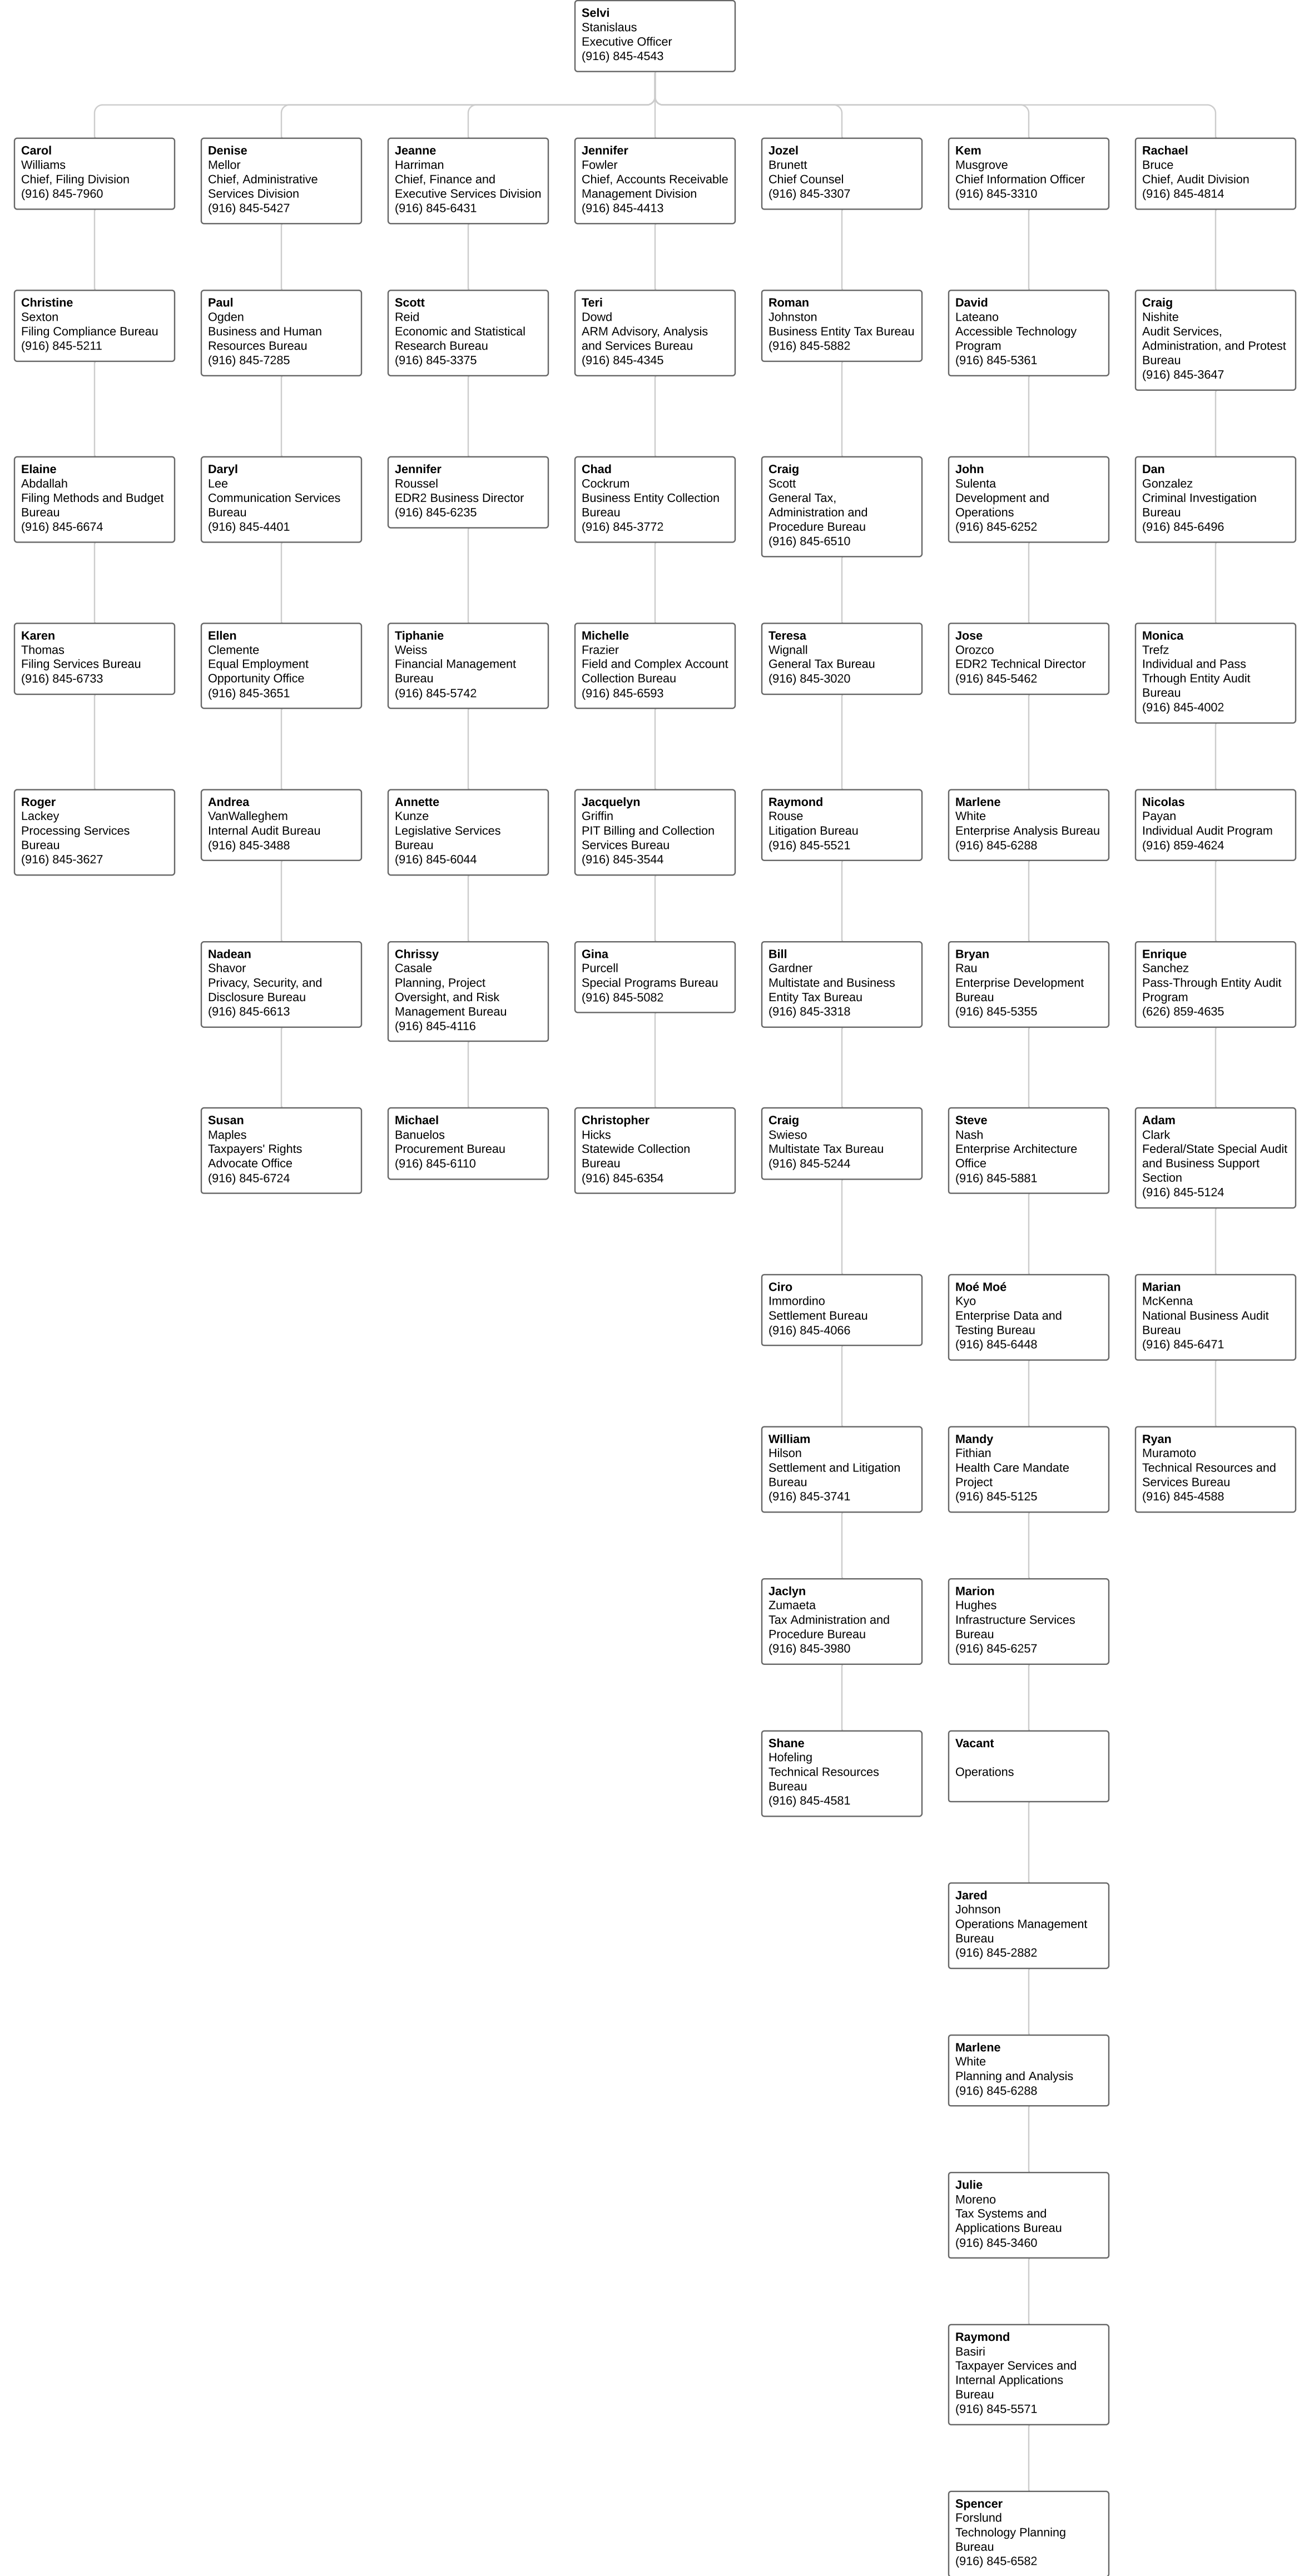 Selvi
Stanislaus
Executive Officer
(916) 845-4543
Carol
Williams
Chief, Filing Division
(916) 845-7960
Denise
Mellor
Chief, Administrative
Services Division
(916) 845-5427
Jeanne
Harriman
Chief, Finance and
Executive Services Division
(916) 845-6431
Jennifer
Fowler
Chief, Accounts Receivable
Management Division
(916) 845-4413
Jozel
Brunett
Chief Counsel
(916) 845-3307
Kem
Musgrove
Chief Information Officer
(916) 845-3310
Rachael
Bruce
Chief, Audit Division
(916) 845-4814
Christine
Sexton
Filing Compliance Bureau
(916) 845-5211
Paul
Ogden
Business and Human
Resources Bureau
(916) 845-7285
Scott
Reid
Economic and Statistical
Research Bureau
(916) 845-3375
Teri
Dowd
ARM Advisory, Analysis
and Services Bureau
(916) 845-4345
Roman
Johnston
Business Entity Tax Bureau
(916) 845-5882
David
Lateano
Accessible Technology
Program
(916) 845-5361
Craig
Nishite
Audit Services,
Administration, and Protest
Bureau
(916) 845-3647
Elaine
Abdallah
Filing Methods and Budget
Bureau
(916) 845-6674
Daryl
Lee
Communication Services
Bureau
(916) 845-4401
Jennifer
Roussel
EDR2 Business Director
(916) 845-6235
Chad
Cockrum
Business Entity Collection
Bureau
(916) 845-3772
Craig
Scott
General Tax,
Administration and
Procedure Bureau
(916) 845-6510
John
Sulenta
Development and
Operations
(916) 845-6252
Dan
Gonzalez
Criminal Investigation
Bureau
(916) 845-6496
Karen
Thomas
Filing Services Bureau
(916) 845-6733
Ellen
Clemente
Equal Employment
Opportunity Office
(916) 845-3651
Tiphanie
Weiss
Financial Management
Bureau
(916) 845-5742
Michelle
Frazier
Field and Complex Account
Collection Bureau
(916) 845-6593
Teresa
Wignall
General Tax Bureau
(916) 845-3020
Jose
Orozco
EDR2 Technical Director
(916) 845-5462
Monica
Trefz
Individual and Pass
Trhough Entity Audit
Bureau
(916) 845-4002
Roger
Lackey
Processing Services
Bureau
(916) 845-3627
Andrea
VanWalleghem
Internal Audit Bureau
(916) 845-3488
Annette
Kunze
Legislative Services
Bureau
(916) 845-6044
Jacquelyn
Griffin
PIT Billing and Collection
Services Bureau
(916) 845-3544
Raymond
Rouse
Litigation Bureau
(916) 845-5521
Marlene
White
Enterprise Analysis Bureau
(916) 845-6288
Nicolas
Payan
Individual Audit Program
(916) 859-4624
Nadean
Shavor
Privacy, Security, and
Disclosure Bureau
(916) 845-6613
Chrissy
Casale
Planning, Project
Oversight, and Risk
Management Bureau
(916) 845-4116
Gina
Purcell
Special Programs Bureau
(916) 845-5082
Bill
Gardner
Multistate and Business
Entity Tax Bureau
(916) 845-3318
Bryan
Rau
Enterprise Development
Bureau
(916) 845-5355
Enrique
Sanchez
Pass-Through Entity Audit
Program
(626) 859-4635
Susan
Maples
Taxpayers' Rights
Advocate Office
(916) 845-6724
Michael
Banuelos
Procurement Bureau
(916) 845-6110
Christopher
Hicks
Statewide Collection
Bureau
(916) 845-6354
Craig
Swieso
Multistate Tax Bureau
(916) 845-5244
Steve
Nash
Enterprise Architecture
Office
(916) 845-5881
Adam
Clark
Federal/State Special Audit
and Business Support
Section
(916) 845-5124
Ciro
Immordino
Settlement Bureau
(916) 845-4066
Moé Moé
Kyo
Enterprise Data and
Testing Bureau
(916) 845-6448
Marian
McKenna
National Business Audit
Bureau
(916) 845-6471
William
Hilson
Settlement and Litigation
Bureau
(916) 845-3741
Mandy
Fithian
Health Care Mandate
Project
(916) 845-5125
Ryan
Muramoto
Technical Resources and
Services Bureau
(916) 845-4588
Jaclyn
Zumaeta
Tax Administration and
Procedure Bureau
(916) 845-3980
Marion
Hughes
Infrastructure Services
Bureau
(916) 845-6257
Shane
Hofeling
Technical Resources
Bureau
(916) 845-4581
Vacant
Operations
Jared
Johnson
Operations Management
Bureau
(916) 845-2882
Marlene
White
Planning and Analysis
(916) 845-6288
Julie
Moreno
Tax Systems and
Applications Bureau
(916) 845-3460
Raymond
Basiri
Taxpayer Services and
Internal Applications
Bureau
(916) 845-5571
Spencer
Forslund
Technology Planning
Bureau
(916) 845-6582